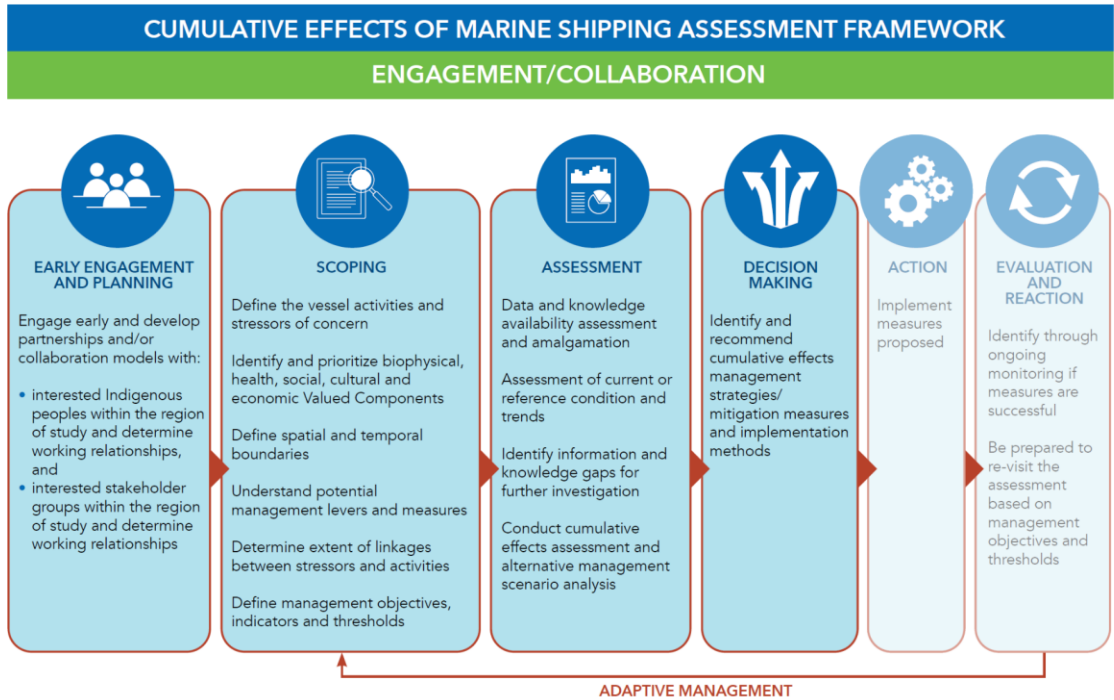 CUMULATIVE EFFECTS OF MARINE SHIPPING ASSESSMENT FRAMEWORK
ENGAGEMENT/COLLABORATION
EARLY ENGAGEMENT
AND PLANNING
Engage early and develop
partnerships and/or
collaboration models with:
• interested Indigenous
peoples within the region
of study and determine
working relationships,
and
• interested stakeholder
groups within the region
of study and determine
working relationships
SCOPING
Define the vessel activities and
stressors of concern
Identify and prioritize biophysical,
health, social, cultural and
economic Valued Components
Define spatial and temporal
boundaries
Understand potential
management levers and measures
Determine extent of linkages
between stressors and activities
Define management objectives,
indicators and thresholds
ASSESSMENT
Data and knowledge
availability assessment
and amalgamation
Assessment of current or
reference condition and
trends
Identify information and
knowledge gaps for
further investigation
Conduct cumulative
effects assessment and
alternative management
scenario analysis
DECISION
MAKING
Identify and
recommend
cumulative effects
management
strategies/
mitigation measures
and implementation
methods
ACTION
Implement
measures
proposed
EVALUATION
AND
REACTION
Identify through
ongoing
monitoring if
measures are
successful
Be prepared to
re-visit the
assessment
based on
management
objectives and
thresholds
ADAPTIVE MANAGEMENT